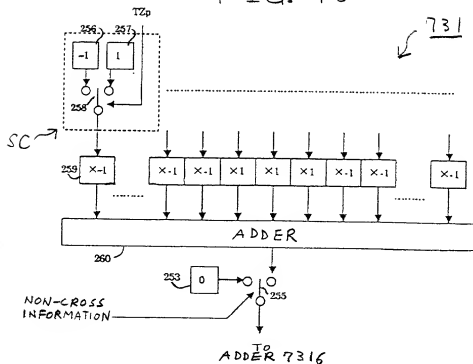 TZp
731
256 257
-1 1
258
SC
259 ×-1 ×-1 ×-1 ×1 ×1 ×1 ×-1 ×-1 ×-1
ADDER
260
253 0 255
NON-CROSS
INFORMATION
TO
ADDER 7316